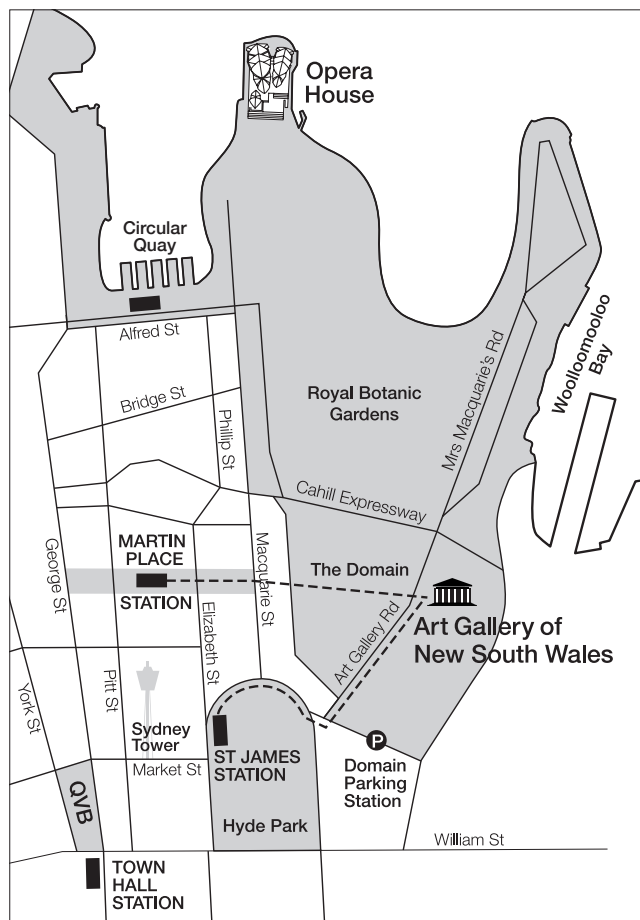 Opera
House
Circular
Quay
Alfred St
Woolloomooloo
Bay
Mrs Macquarie's Rd
Bridge St
Royal Botanic
Gardens
Phillip St
Cahill Expressway
MARTIN
PLACE
STATION
George St
Macquarie St
The Domain
Elizabeth St
Art Gallery Rd
Art Gallery of
New South Wales
York St
Pitt St
Sydney
Tower
Market St
ST JAMES
STATION
P
Domain
Parking
Station
QVB
Hyde Park
William St
TOWN
HALL
STATION